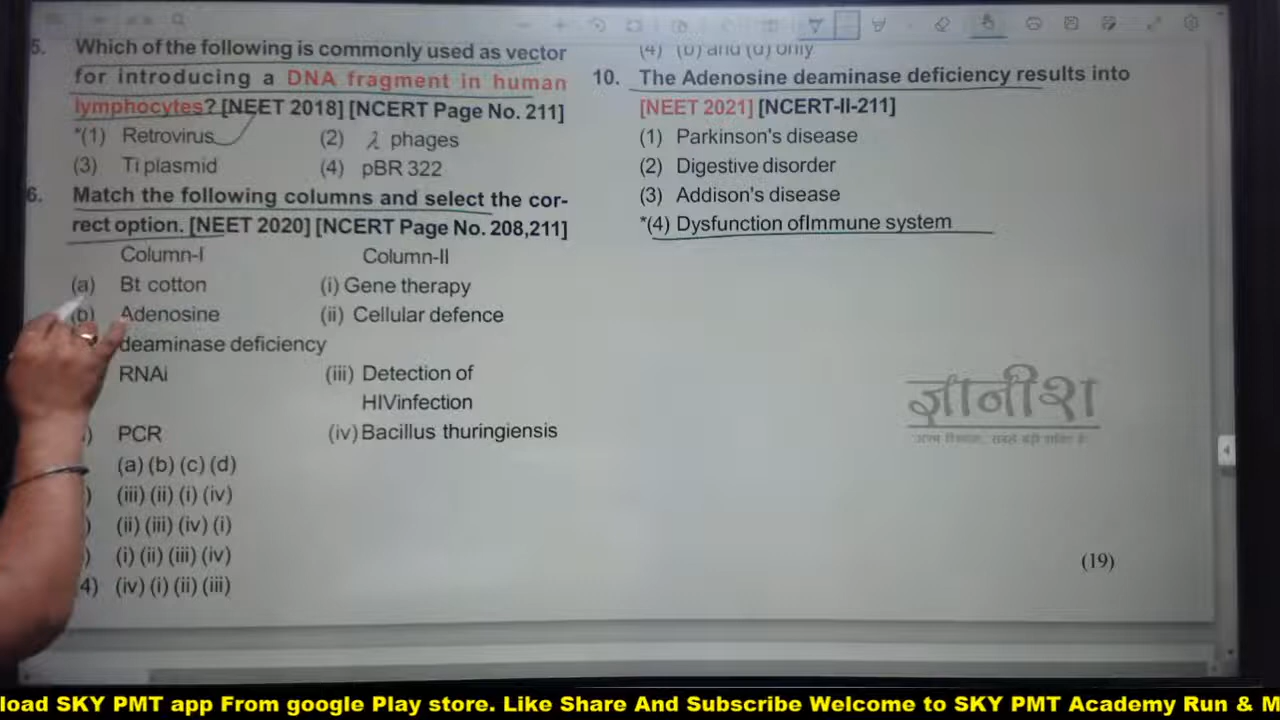 5. Which of the following is commonly used as vector
for introducing a DNA fragment in human
lymphocytes? [NEET 2018] [NCERT Page No. 211]
*(1) Retrovirus (2) λ phages
(3) Ti plasmid (4) pBR 322
6. Match the following columns and select the cor-
rect option. [NEET 2020] [NCERT Page No. 208,211]
Column-I Column-II
(a) Bt cotton (i) Gene therapy
(b) Adenosine (ii) Cellular defence
deaminase deficiency
RNAi (iii) Detection of
HIVinfection
) PCR (iv) Bacillus thuringiensis
(a) (b) (c) (d)
) (iii) (ii) (i) (iv)
) (ii) (iii) (iv) (i)
) (i) (ii) (iii) (iv)
4) (iv) (i) (ii) (iii)
(4) (b) and (d) only
10. The Adenosine deaminase deficiency results into
[NEET 2021] [NCERT-II-211]
(1) Parkinson's disease
(2) Digestive disorder
(3) Addison's disease
*(4) Dysfunction ofImmune system
ज्ञानीश
(19)
load SKY PMT app From google Play store. Like Share And Subscribe Welcome to SKY PMT Academy Run & M